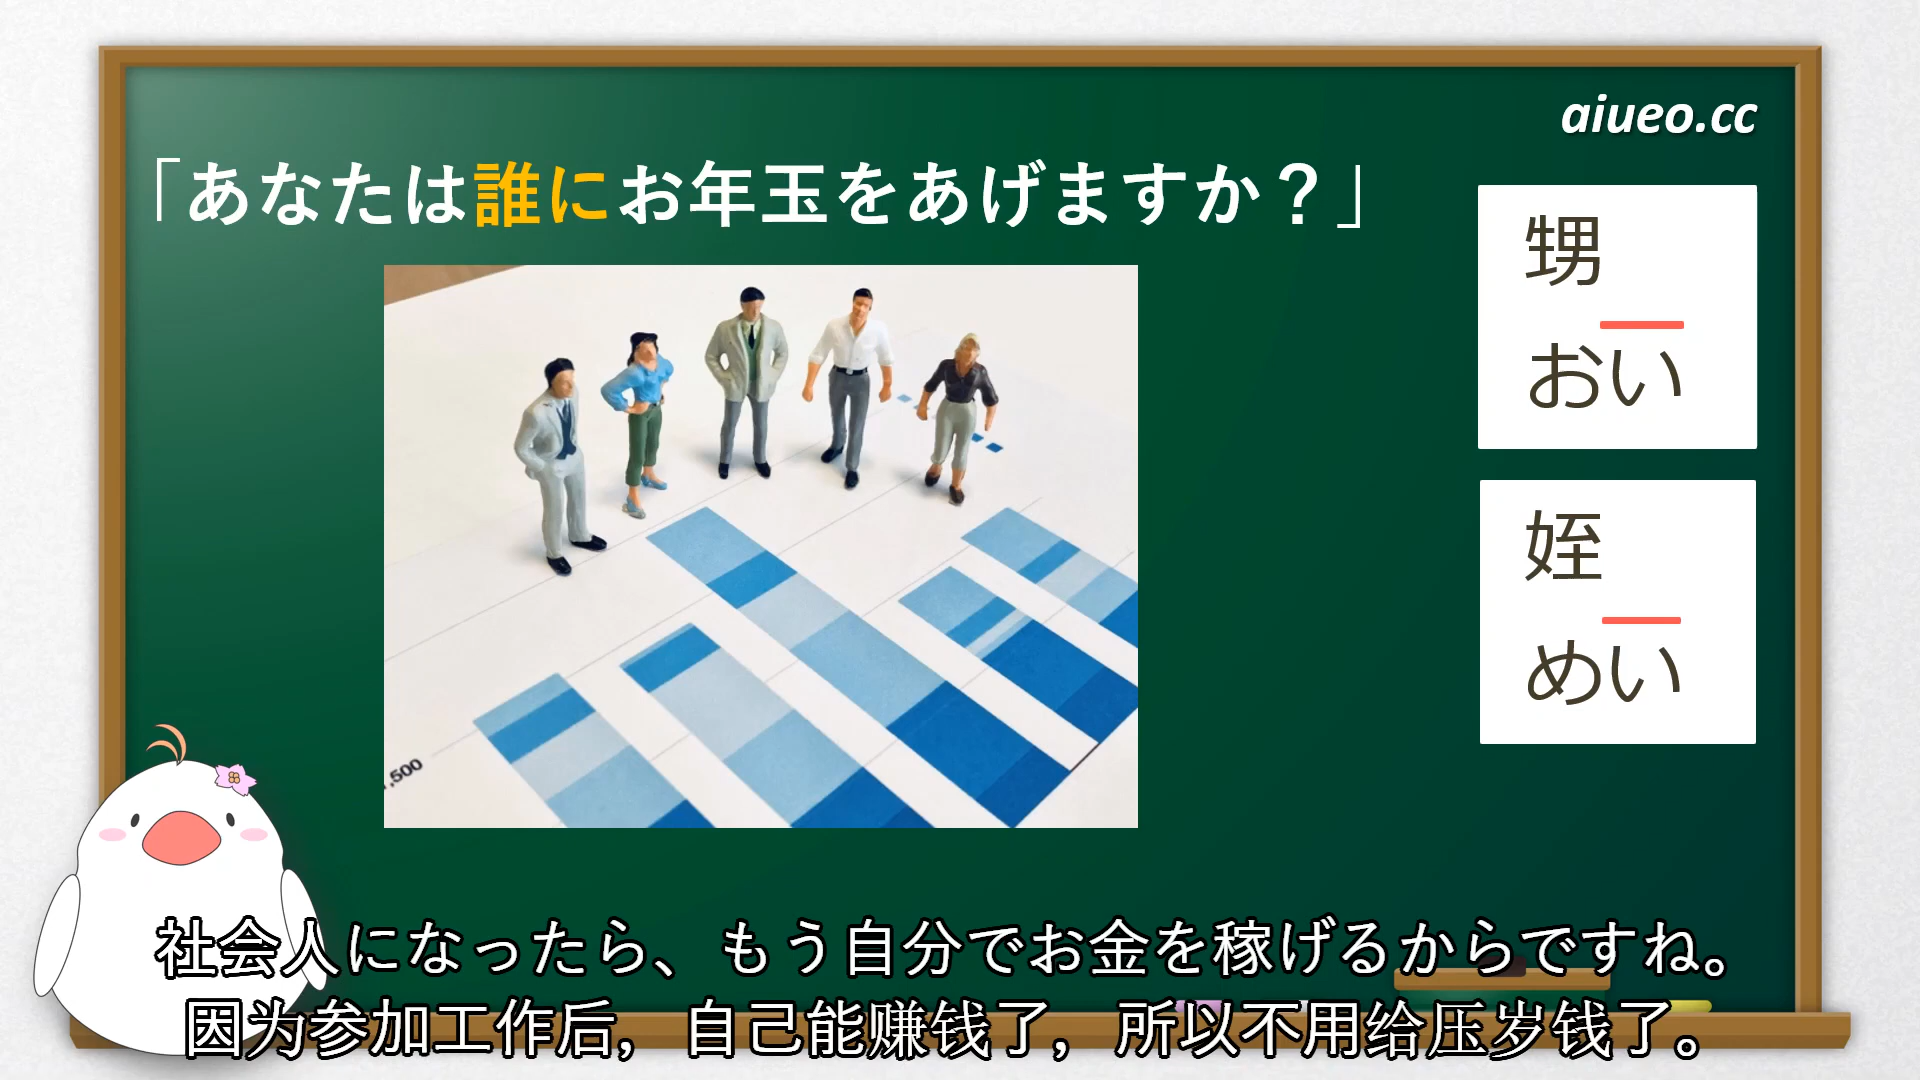 aiueo.cc
「あなたは誰にお年玉をあげますか？」
甥
おい
姪
めい
,500
社会人になったら、もう自分でお金を稼げるからですね。
因为参加工作后，自己能赚钱了，所以不用给压岁钱了。